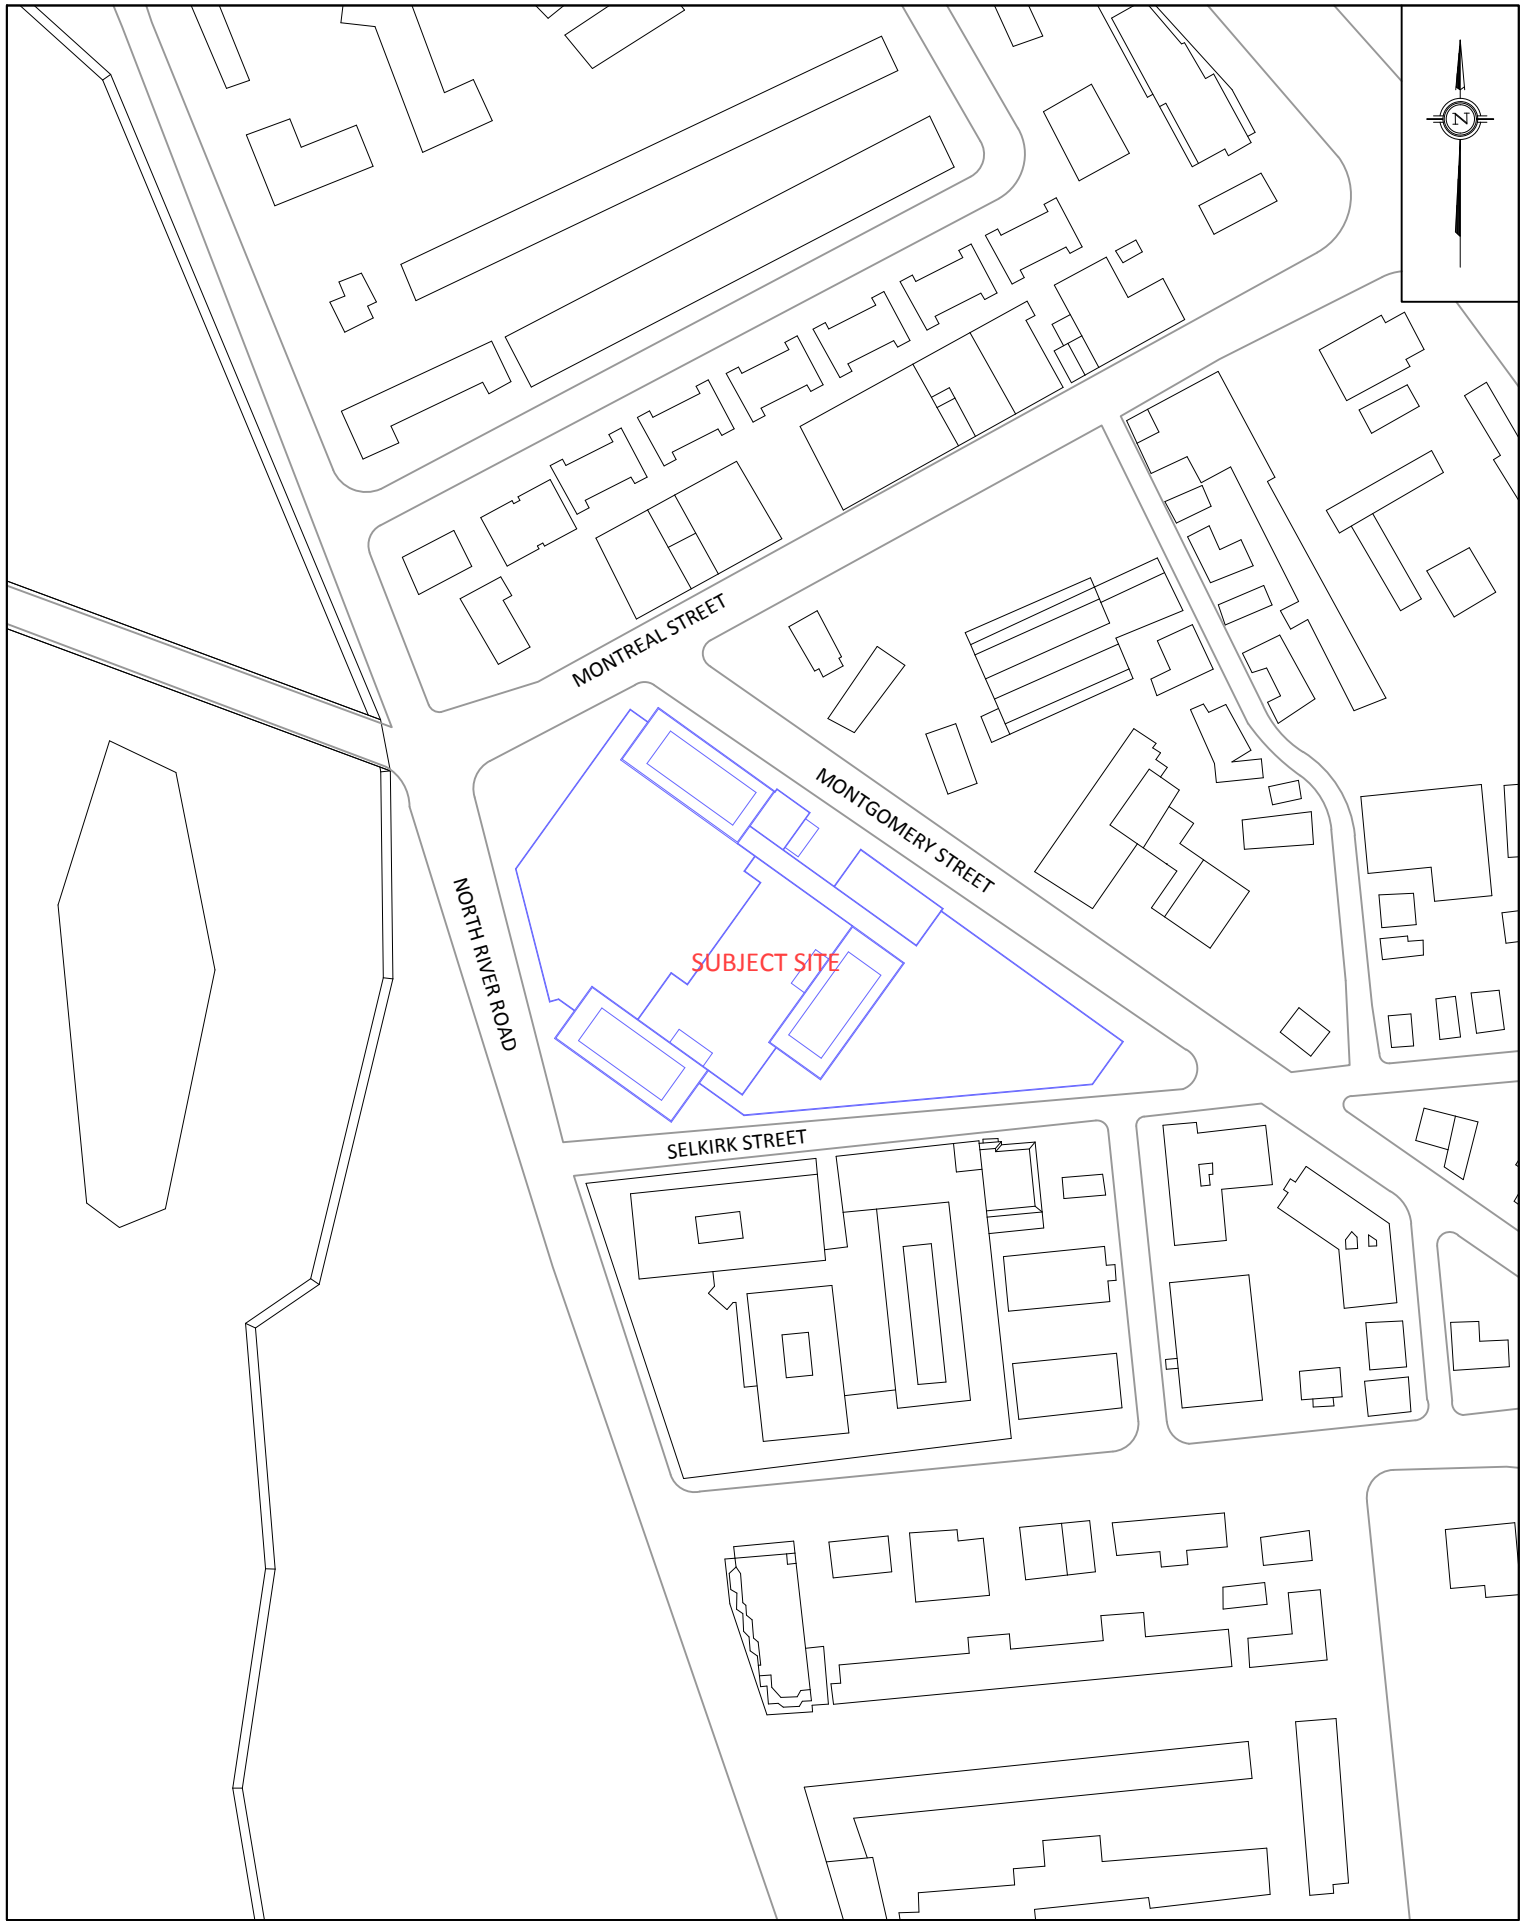 N
MONTREAL STREET
MONTGOMERY STREET
NORTH RIVER ROAD
SUBJECT SITE
SELKIRK STREET